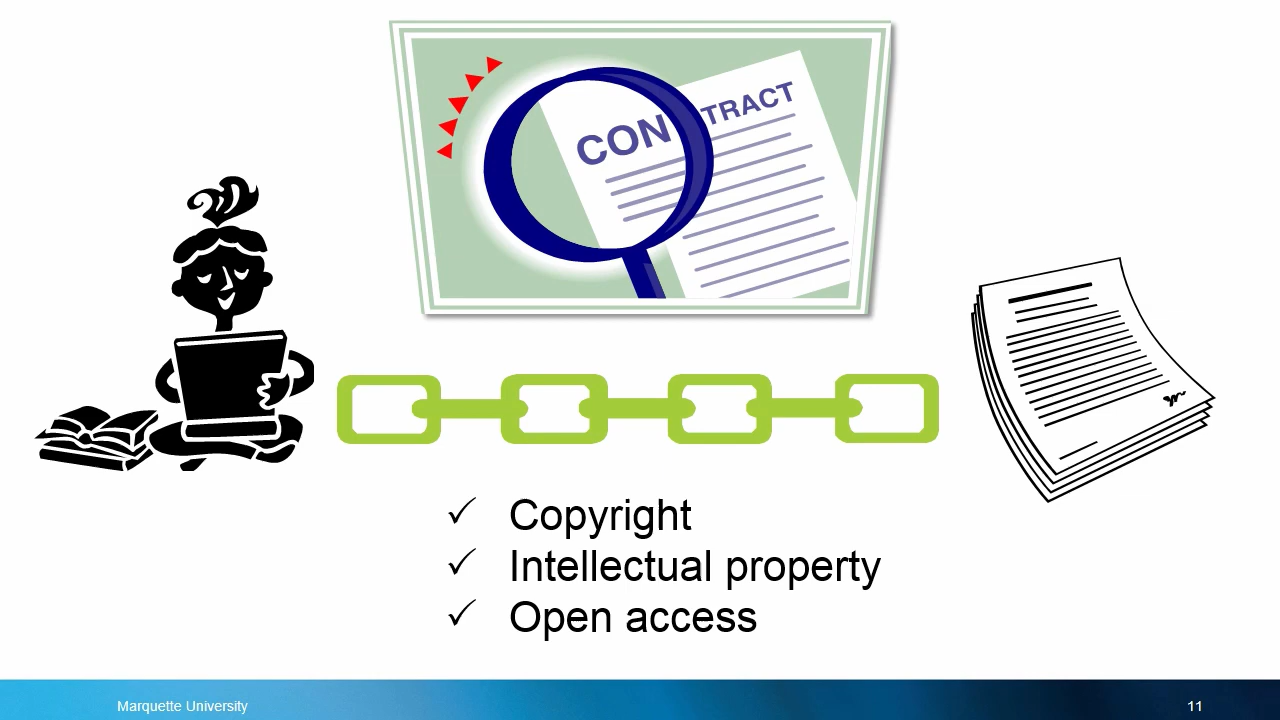 CONTRACT
✓ Copyright
✓ Intellectual property
✓ Open access
Marquette University
11